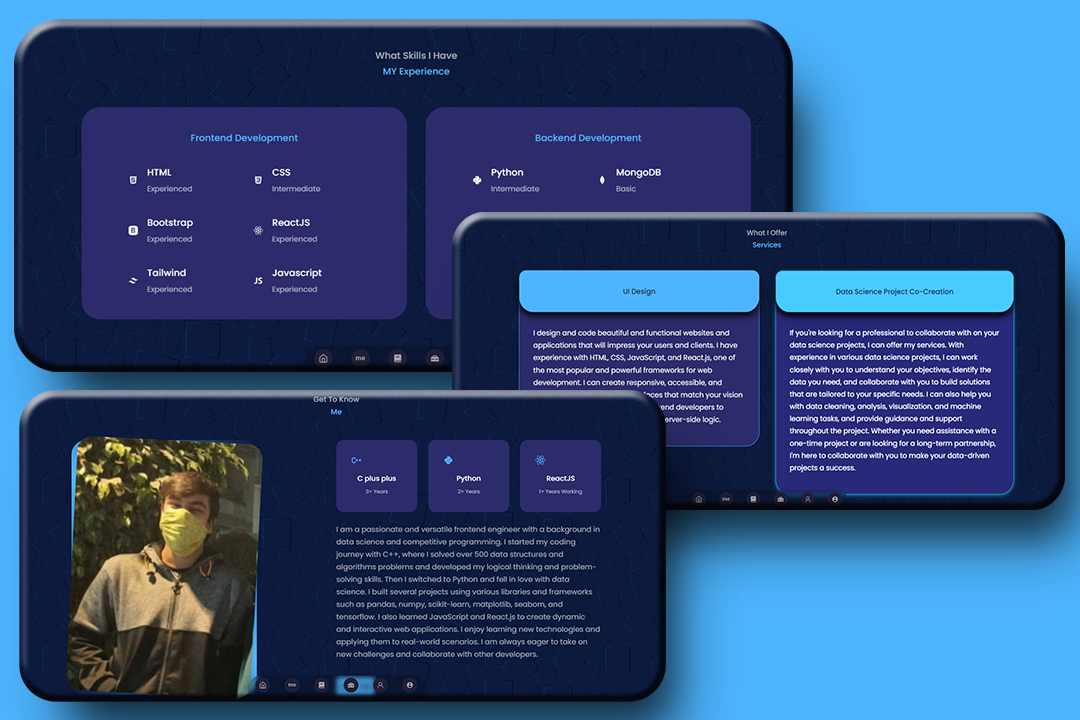 What Skills I Have
MY Experience
Frontend Development
HTML
Experienced
CSS
Intermediate
Bootstrap
Experienced
ReactJS
Experienced
Tailwind
Experienced
JS
Javascript
Experienced
Backend Development
Python
Intermediate
MongoDB
Basic
me
What I Offer
Services
UI Design
I design and code beautiful and functional websites and
applications that will impress your users and clients. I have
experience with HTML, CSS, JavaScript, and React.js, one of
the most popular and powerful frameworks for web
development. I can create responsive, accessible, and
that match your vision
developers to
logic.
Data Science Project Co-Creation
If you're looking for a professional to collaborate with on your
data science projects, I can offer my services. With
experience in various data science projects, I can work
closely with you to understand your objectives, identify the
data you need, and collaborate with you to build solutions
that are tailored to your specific needs. I can also help you
with data cleaning, analysis, visualization, and machine
learning tasks, and provide guidance and support
throughout the project. Whether you need assistance with a
one-time project or are looking for a long-term partnership,
I'm here to collaborate with you to make your data-driven
projects a success.
me
Get To Know
Me
C++
C plus plus
3+ Years
Python
2+ Years
ReactJS
1+ Years Working
I am a passionate and versatile frontend engineer with a background in
data science and competitive programming. I started my coding
journey with C++, where I solved over 500 data structures and
algorithms problems and developed my logical thinking and problem-
solving skills. Then I switched to Python and fell in love with data
science. I built several projects using various libraries and frameworks
such as pandas, numpy, scikit-learn, matplotlib, seaborn, and
tensorflow. I also learned JavaScript and React.js to create dynamic
and interactive web applications. I enjoy learning new technologies and
applying them to real-world scenarios. I am always eager to take on
new challenges and collaborate with other developers.
me